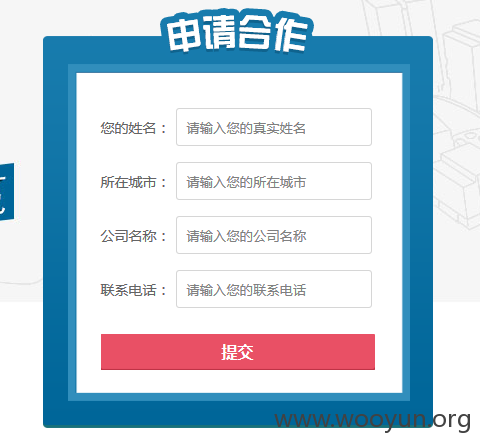 申请合作
您的姓名：
请输入您的真实姓名
所在城市：
请输入您的所在城市
公司名称：
请输入您的公司名称
联系电话：
请输入您的联系电话
提交
www.wooyun.org